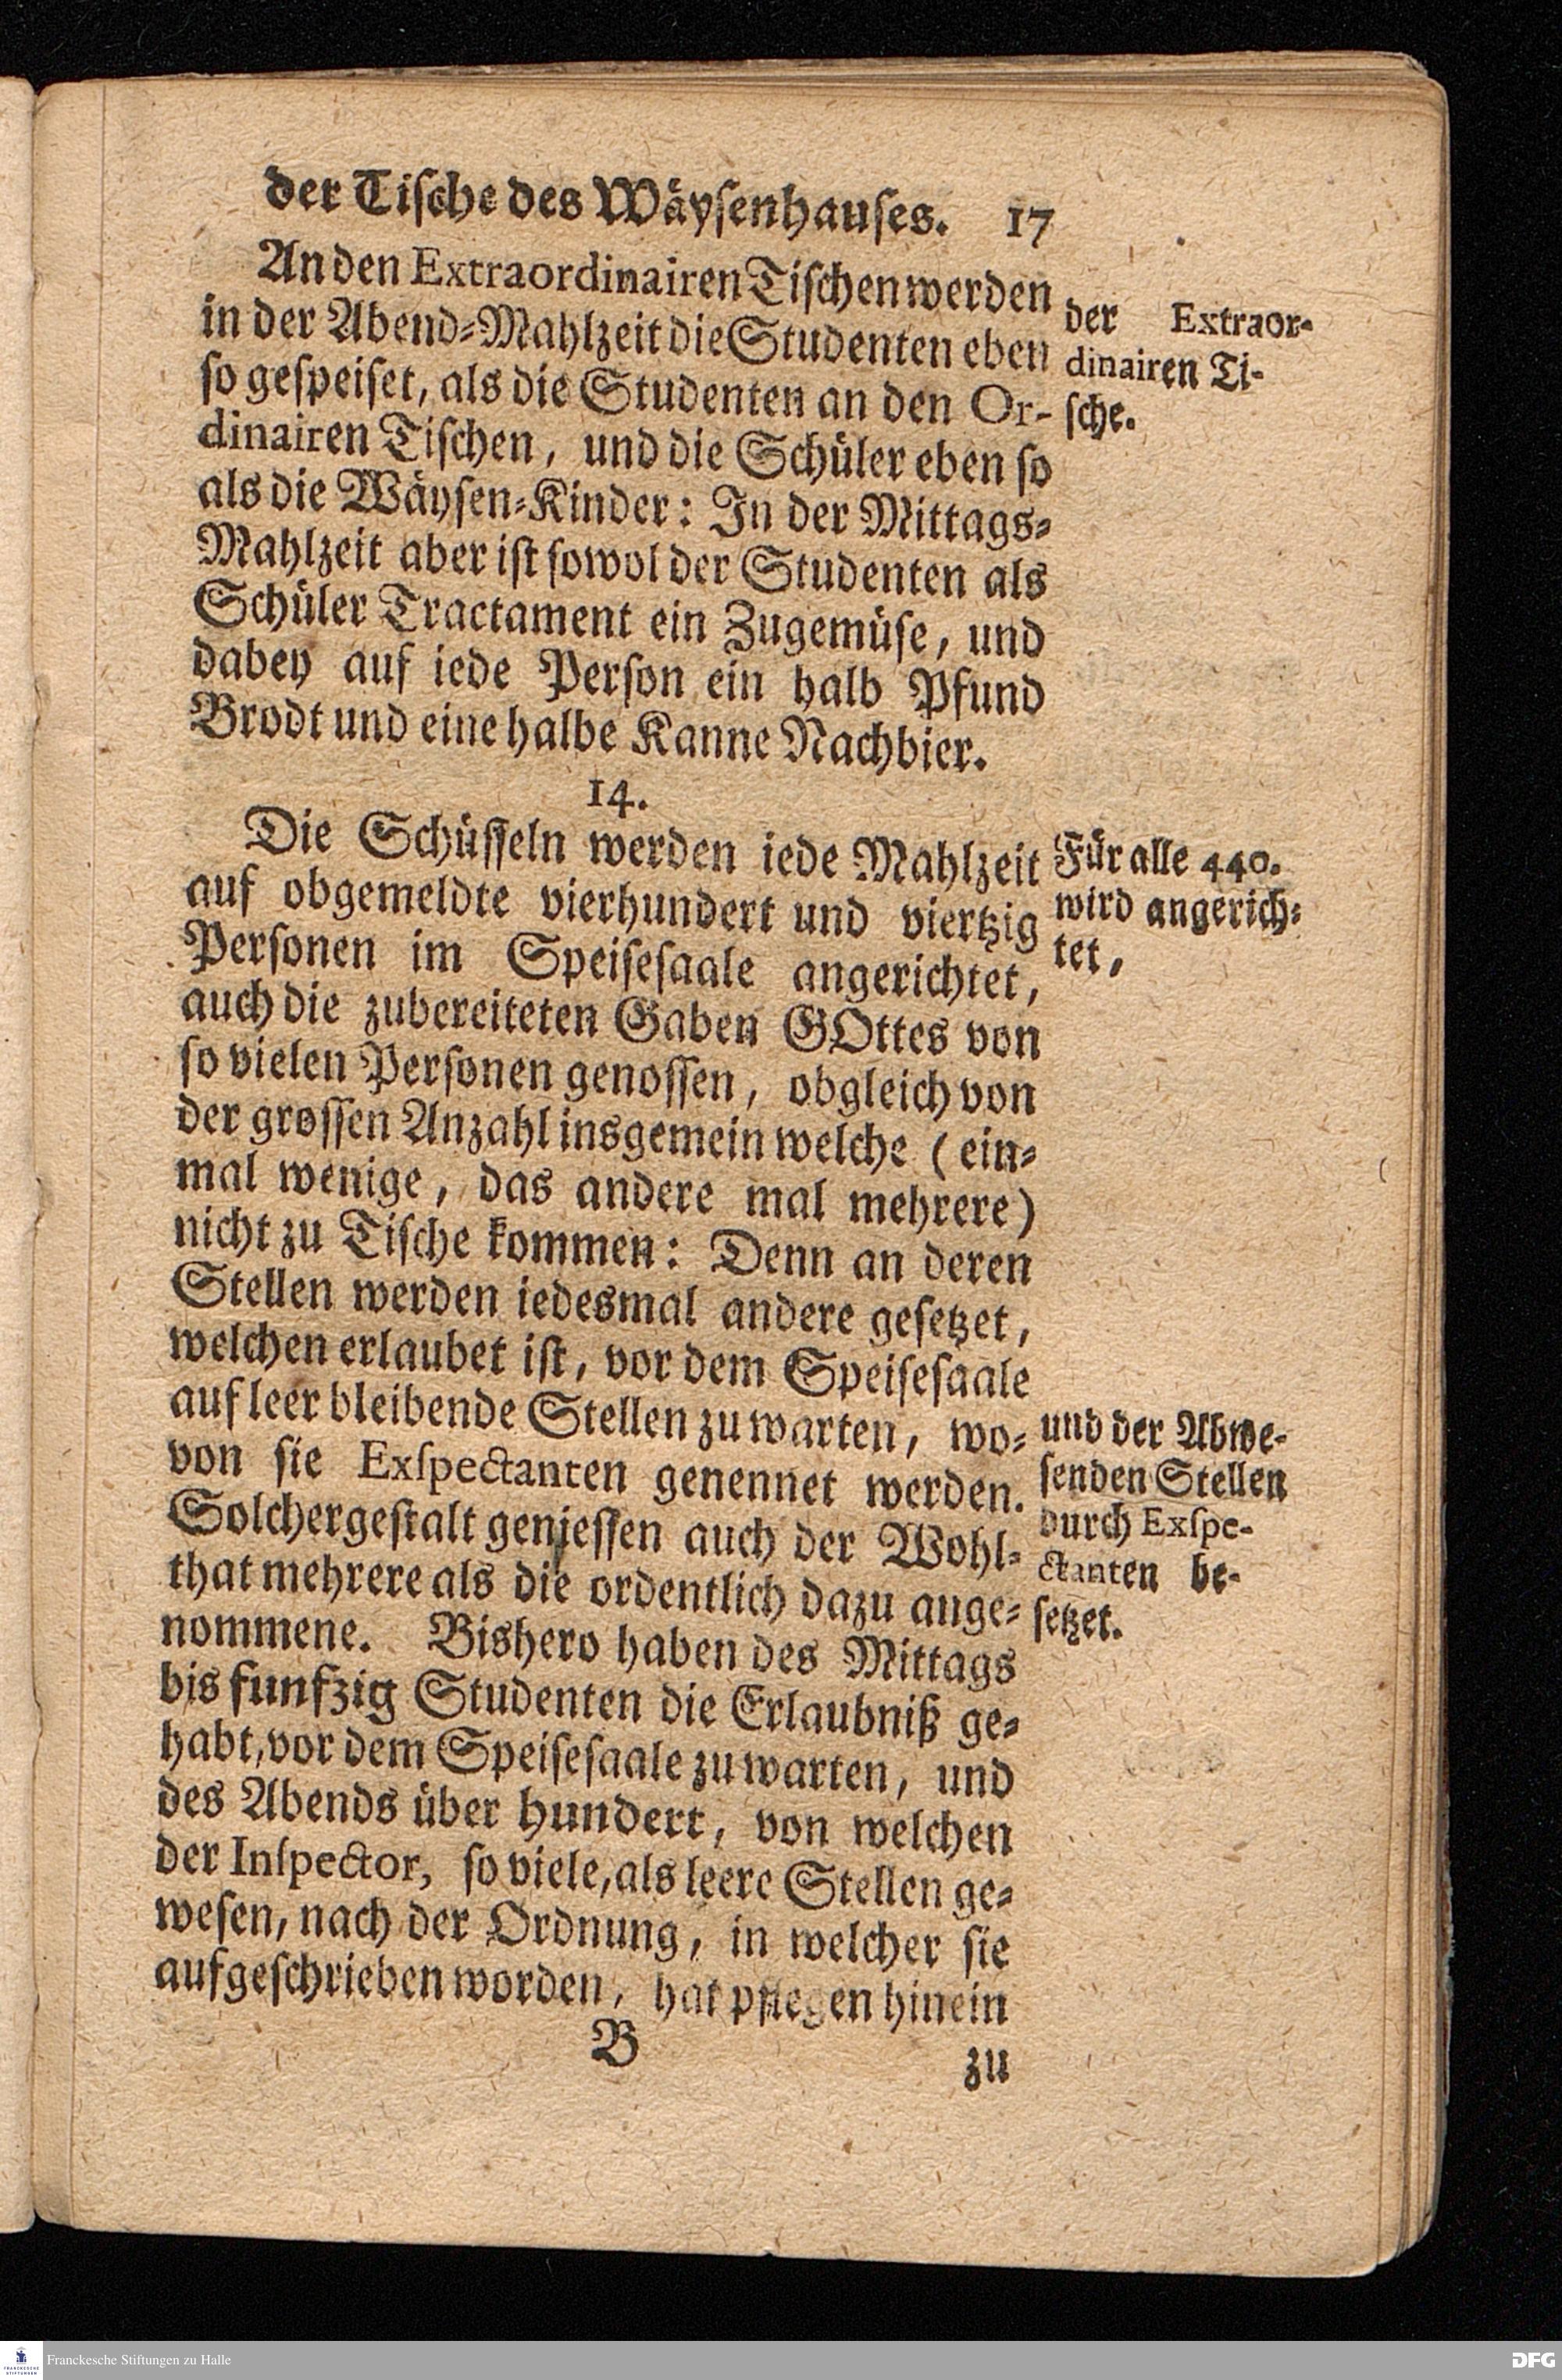 der Tiſche des Wäyſenhauſes. 17
An den Extraordinairen Tiſchen werden
in der Abend-Mahlzeit die Studenten eben
ſo geſpeiſet, als die Studenten an den Or-
dinairen Tiſchen, und die Schüler eben ſo
als die Wäyſen-Kinder: In der Mittags-
Mahlzeit aber iſt ſowol der Studenten als
Schüler Tractament ein Zugemüſe, und
dabey auf iede Perſon ein halb Pfund
Brodt und eine halbe Kanne Nachbier.
der Extraor-
dinairen Ti-
ſche.
14.
Die Schüſſeln werden iede Mahlzeit
auf obgemeldte vierhundert und viertzig
Perſonen im Speiſeſaale angerichtet,
auch die zubereiteten Gaben GOttes von
ſo vielen Perſonen genoſſen, obgleich von
der groſſen Anzahl insgemein welche (ein-
mal wenige, das andere mal mehrere)
nicht zu Tiſche kommen: Denn an deren
Stellen werden iedesmal andere geſetzet,
welchen erlaubet iſt, vor dem Speiſeſaale
auf leer bleibende Stellen zu warten, wo-
von ſie Exſpectanten genennet werden.
Solchergeſtalt genieſſen auch der Wohl-
that mehrere als die ordentlich dazu ange-
nommene. Bishero haben des Mittags
bis funfzig Studenten die Erlaubniß ge-
habt, vor dem Speiſeſaale zu warten, und
des Abends über hundert, von welchen
der Inſpector, ſo viele, als leere Stellen ge-
weſen, nach der Ordnung, in welcher ſie
aufgeſchrieben worden, hat pflegen hinein
Für alle 440.
wird angerich-
tet,
und der Abwe-
ſenden Stellen
durch Exſpe-
ctanten be-
ſetzet.
B
zu
FRANCKESCHE STIFTUNGEN
Franckesche Stiftungen zu Halle
DFG